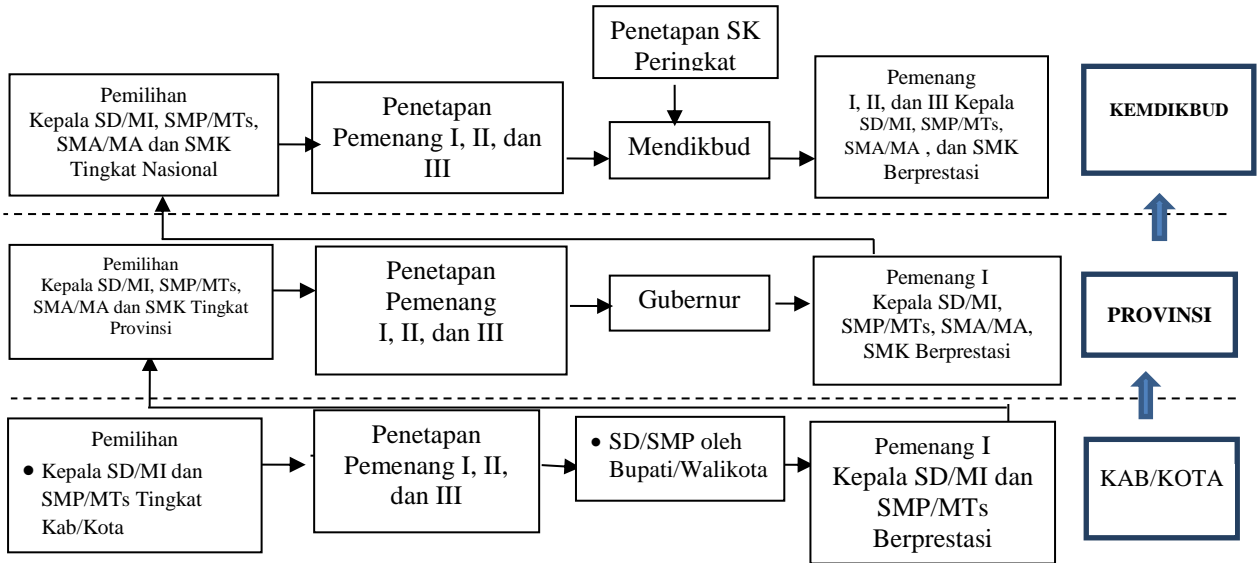 Penetapan SK
Peringkat
Pemilihan
Kepala SD/MI, SMP/MTs,
SMA/MA dan SMK
Tingkat Nasional
Penetapan
Pemenang I, II, dan
III
Mendikbud
Pemenang
I, II, dan III Kepala
SD/MI, SMP/MTs,
SMA/MA , dan SMK
Berprestasi
KEMDIKBUD
Pemilihan
Kepala SD/MI, SMP/MTs,
SMA/MA dan SMK Tingkat
Provinsi
Penetapan
Pemenang
I, II, dan III
Gubernur
Pemenang I
Kepala SD/MI,
SMP/MTs, SMA/MA,
SMK Berprestasi
PROVINSI
Pemilihan
• Kepala SD/MI dan
SMP/MTs Tingkat
Kab/Kota
Penetapan
Pemenang I, II,
dan III
• SD/SMP oleh
Bupati/Walikota
Pemenang I
Kepala SD/MI dan
SMP/MTs
Berprestasi
KAB/KOTA